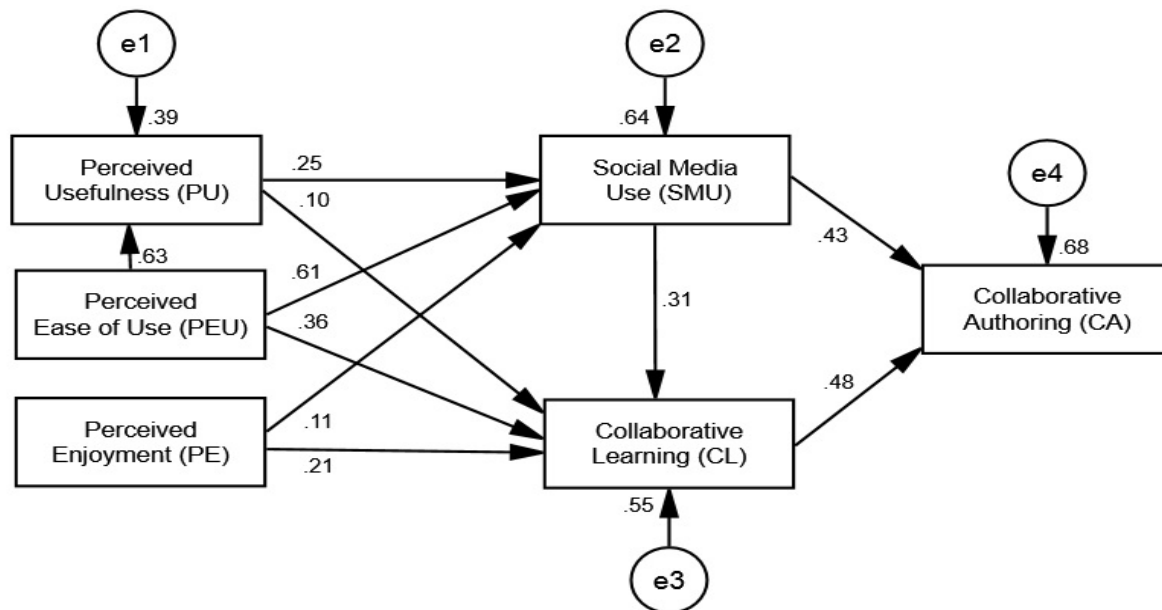 e1
e2
.39
.64
Perceived
Usefulness (PU)
.25
.10
Social Media
Use (SMU)
e4
.43
.68
.63
Perceived
Ease of Use (PEU)
.61
.36
.31
Collaborative
Authoring (CA)
Perceived
Enjoyment (PE)
.11
.21
Collaborative
Learning (CL)
.48
.55
e3